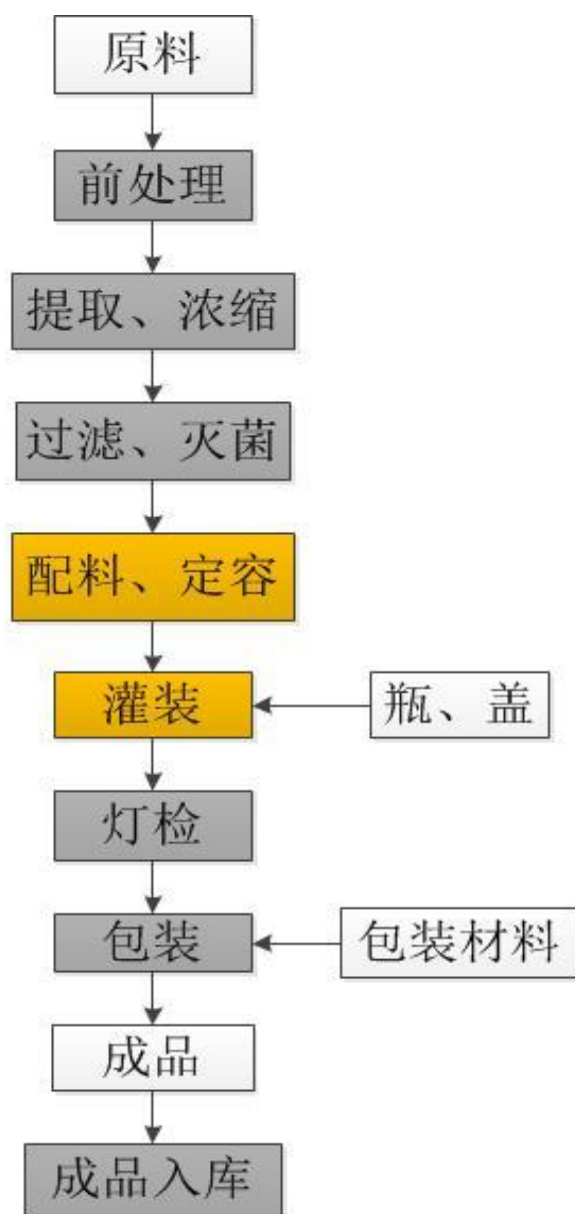 原料
前处理
提取、浓缩
过滤、灭菌
配料、定容
灌装
瓶、盖
灯检
包装
包装材料
成品
成品入库